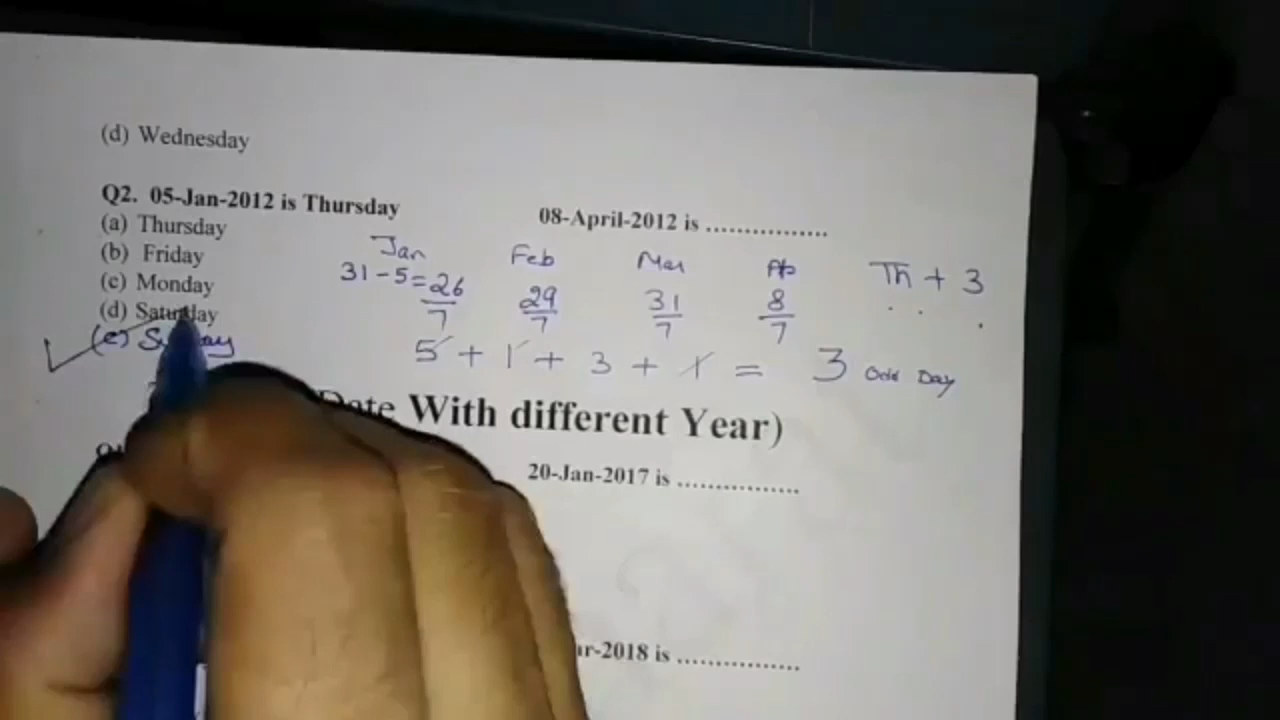 (d) Wednesday
Q2. 05-Jan-2012 is Thursday 08-April-2012 is ................
(a) Thursday
(b) Friday
(c) Monday
(d) Saturday
(e)
Jan Feb Mar Ap Th + 3
31 - 5 = 26/7 29/7 31/7 8/7
5 + 1 + 3 + 1 = 3 Odd Day
Date With different Year)
20-Jan-2017 is ................
-2018 is ................